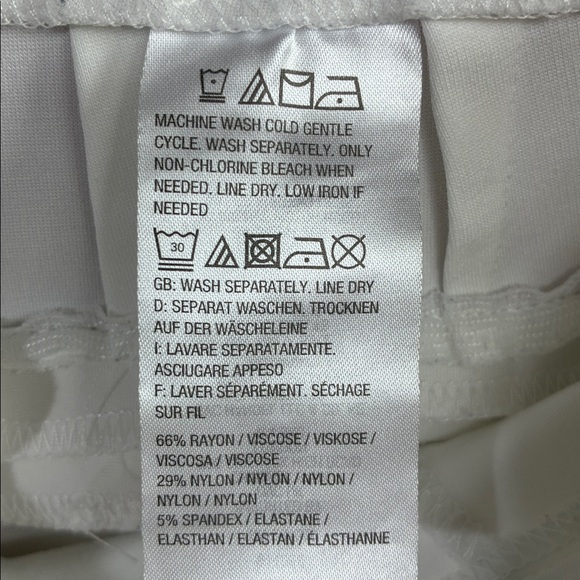 MACHINE WASH COLD GENTLE
CYCLE. WASH SEPARATELY. ONLY
NON-CHLORINE BLEACH WHEN
NEEDED. LINE DRY. LOW IRON IF
NEEDED
30
GB: WASH SEPARATELY. LINE DRY
D: SEPARAT WASCHEN. TROCKNEN
AUF DER WÄSCHELEINE
I: LAVARE SEPARATAMENTE.
ASCIUGARE APPESO
F: LAVER SÉPARÉMENT. SÉCHAGE
SUR FIL
66% RAYON / VISCOSE / VISKOSE /
VISCOSA / VISCOSE
29% NYLON / NYLON / NYLON /
NYLON / NYLON
5% SPANDEX / ELASTANE /
ELASTHAN / ELASTAN / ÉLASTHANNE